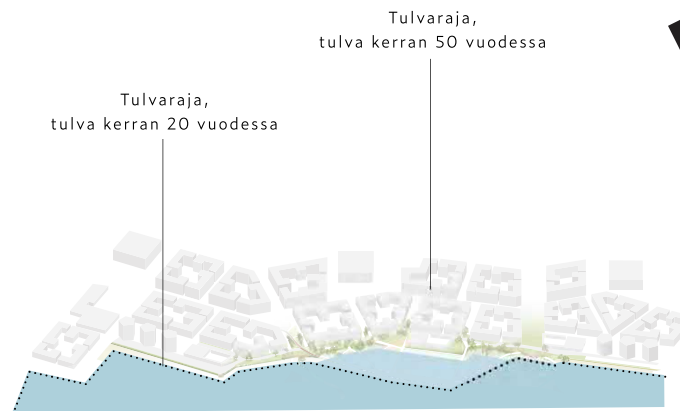 Tulvaraja,
tulva kerran 50 vuodessa
Tulvaraja,
tulva kerran 20 vuodessa